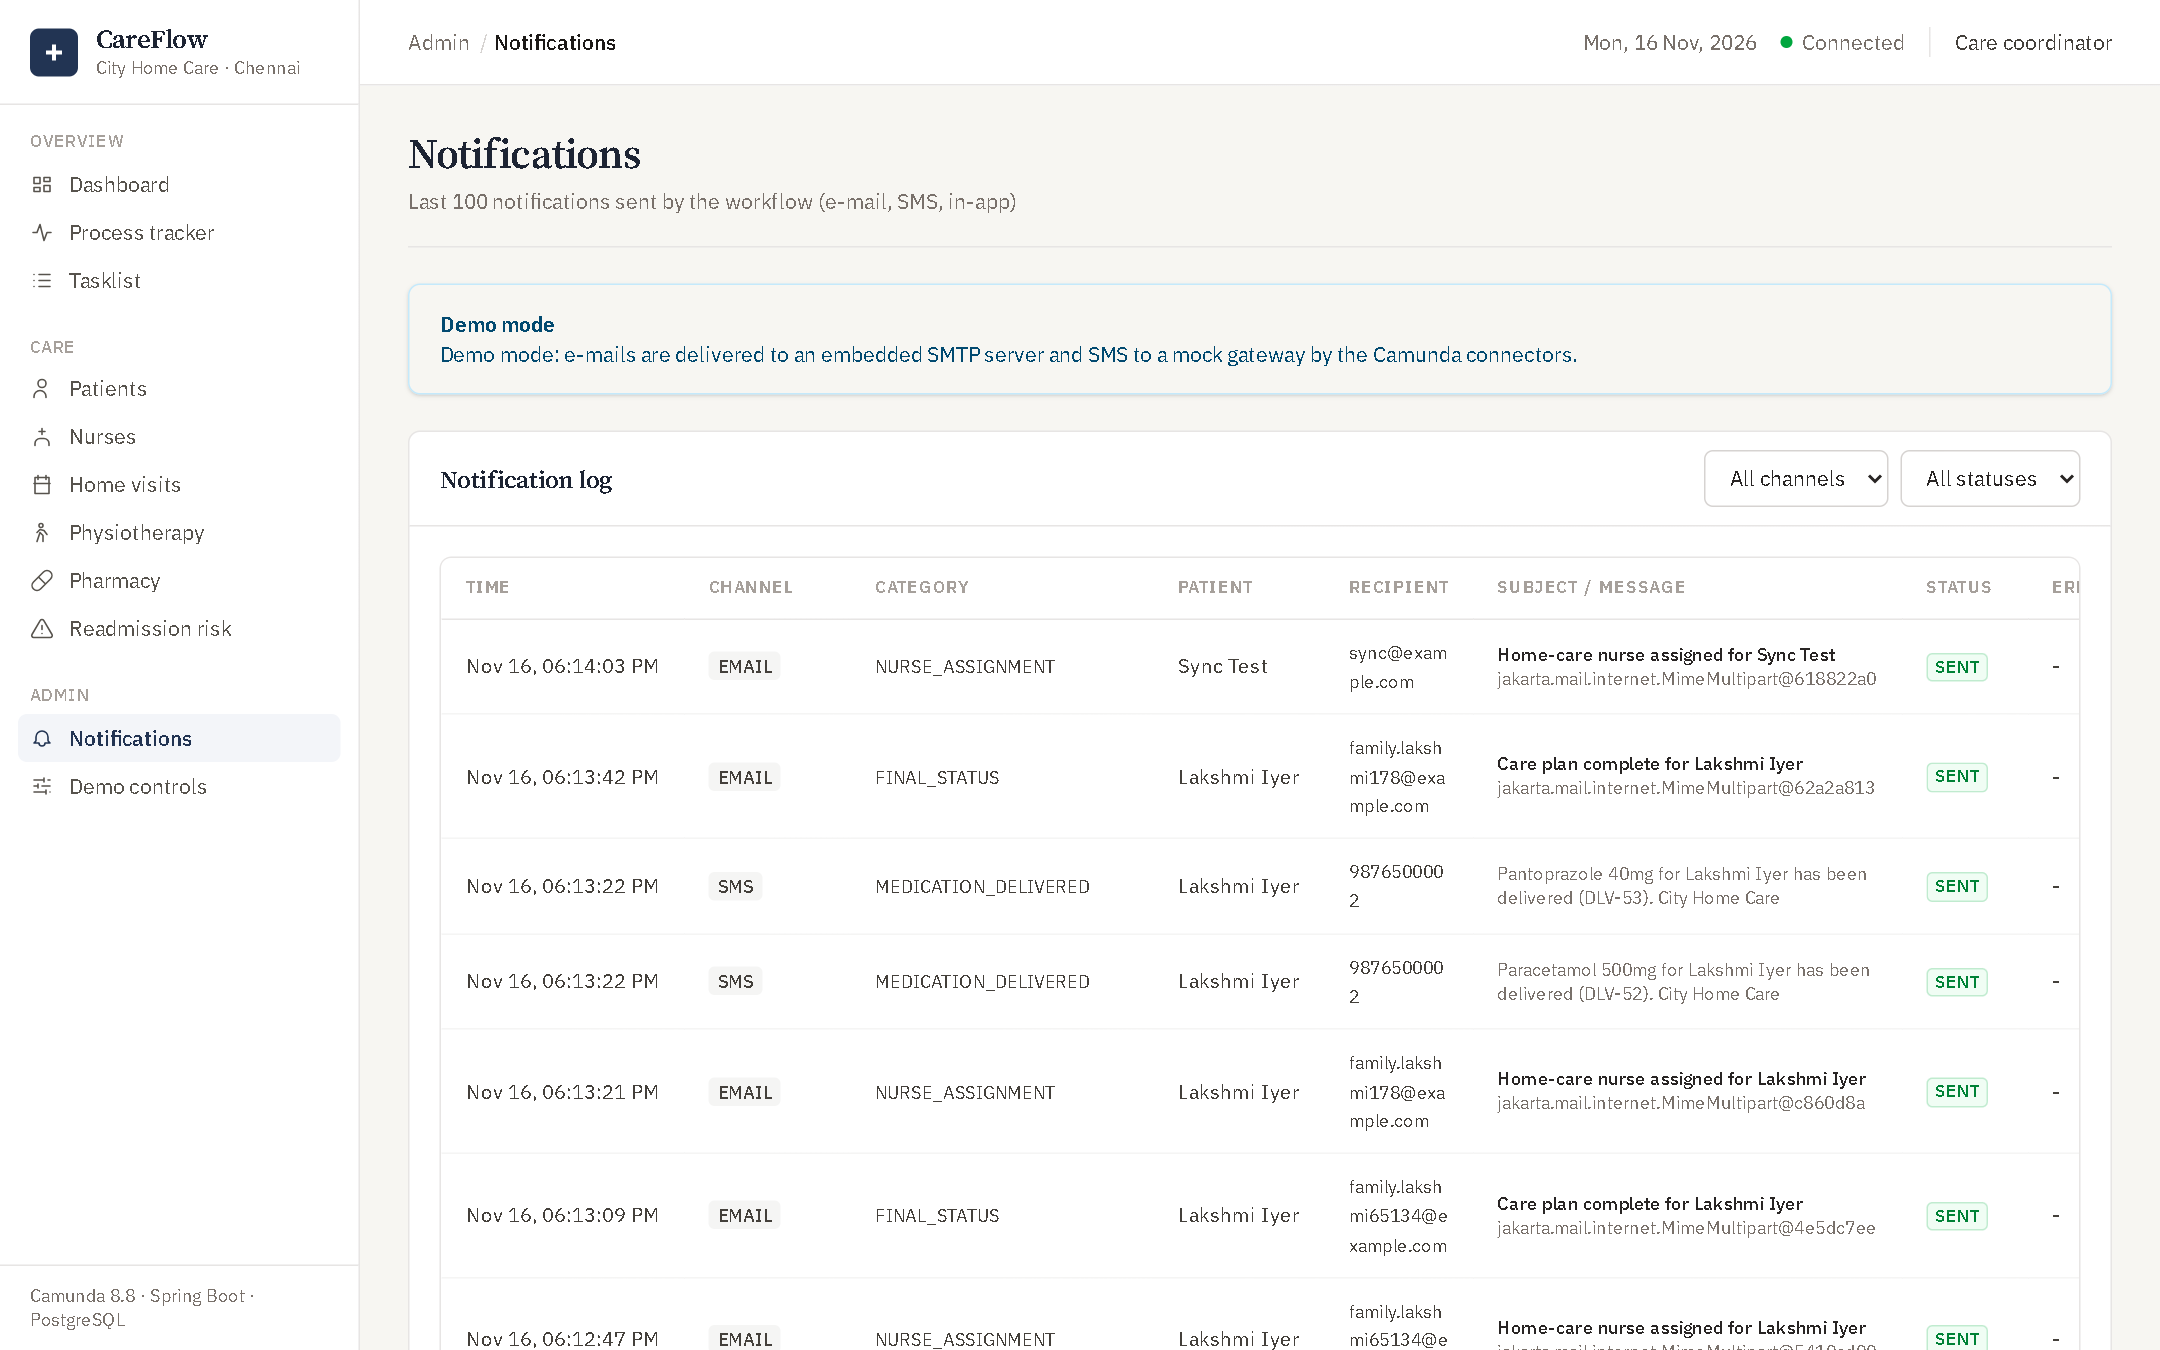 CareFlow
City Home Care · Chennai
OVERVIEW
Dashboard
Process tracker
Tasklist
CARE
Patients
Nurses
Home visits
Physiotherapy
Pharmacy
Readmission risk
ADMIN
Notifications
Demo controls
Camunda 8.8 · Spring Boot ·
PostgreSQL
Admin / Notifications
Mon, 16 Nov, 2026
Connected
Care coordinator
Notifications
Last 100 notifications sent by the workflow (e-mail, SMS, in-app)
Demo mode
Demo mode: e-mails are delivered to an embedded SMTP server and SMS to a mock gateway by the Camunda connectors.
Notification log
All channels
All statuses
TIME CHANNEL CATEGORY PATIENT RECIPIENT SUBJECT / MESSAGE STATUS
Nov 16, 06:14:03 PM EMAIL NURSE_ASSIGNMENT Sync Test
sync@exam
ple.com
Home-care nurse assigned for Sync Test
jakarta.mail.internet.MimeMultipart@618822a0
SENT -
Nov 16, 06:13:42 PM EMAIL FINAL_STATUS Lakshmi Iyer
family.laksh
mi178@exa
mple.com
Care plan complete for Lakshmi Iyer
jakarta.mail.internet.MimeMultipart@62a2a813
SENT -
Nov 16, 06:13:22 PM SMS MEDICATION_DELIVERED Lakshmi Iyer
987650000
2
Pantoprazole 40mg for Lakshmi Iyer has been
delivered (DLV-53). City Home Care
SENT -
Nov 16, 06:13:22 PM SMS MEDICATION_DELIVERED Lakshmi Iyer
987650000
2
Paracetamol 500mg for Lakshmi Iyer has been
delivered (DLV-52). City Home Care
SENT -
Nov 16, 06:13:21 PM EMAIL NURSE_ASSIGNMENT Lakshmi Iyer
family.laksh
mi178@exa
mple.com
Home-care nurse assigned for Lakshmi Iyer
jakarta.mail.internet.MimeMultipart@c860d8a
SENT -
Nov 16, 06:13:09 PM EMAIL FINAL_STATUS Lakshmi Iyer
family.laksh
mi65134@e
xample.com
Care plan complete for Lakshmi Iyer
jakarta.mail.internet.MimeMultipart@4e5dc7ee
SENT -
Nov 16, 06:12:47 PM EMAIL NURSE_ASSIGNMENT Lakshmi Iyer
family.laksh
mi65134@e
Home-care nurse assigned for Lakshmi Iyer
SENT -